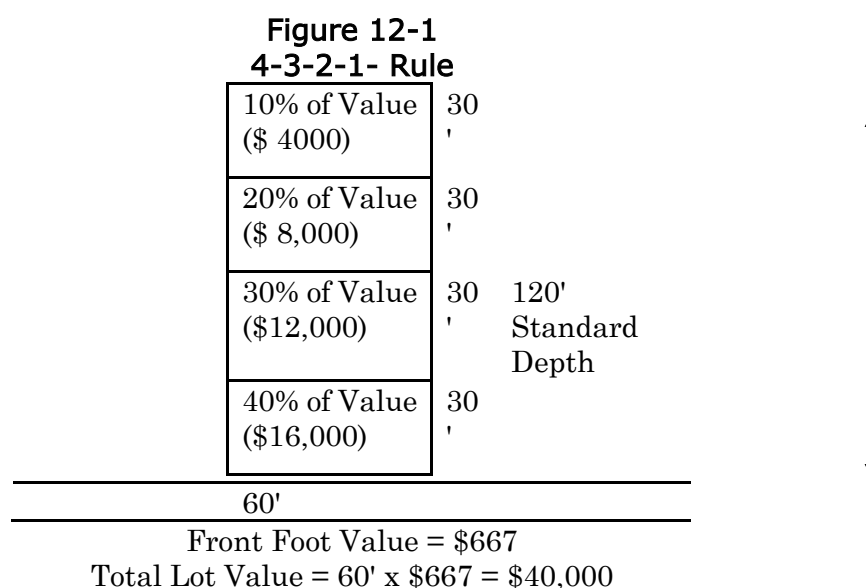 Figure 12-1
4-3-2-1- Rule
10% of Value
($ 4000)
30
'
20% of Value
($ 8,000)
30
'
30% of Value
($12,000)
30
'
120'
Standard
Depth
40% of Value
($16,000)
30
'
60'
Front Foot Value = $667
Total Lot Value = 60' x $667 = $40,000